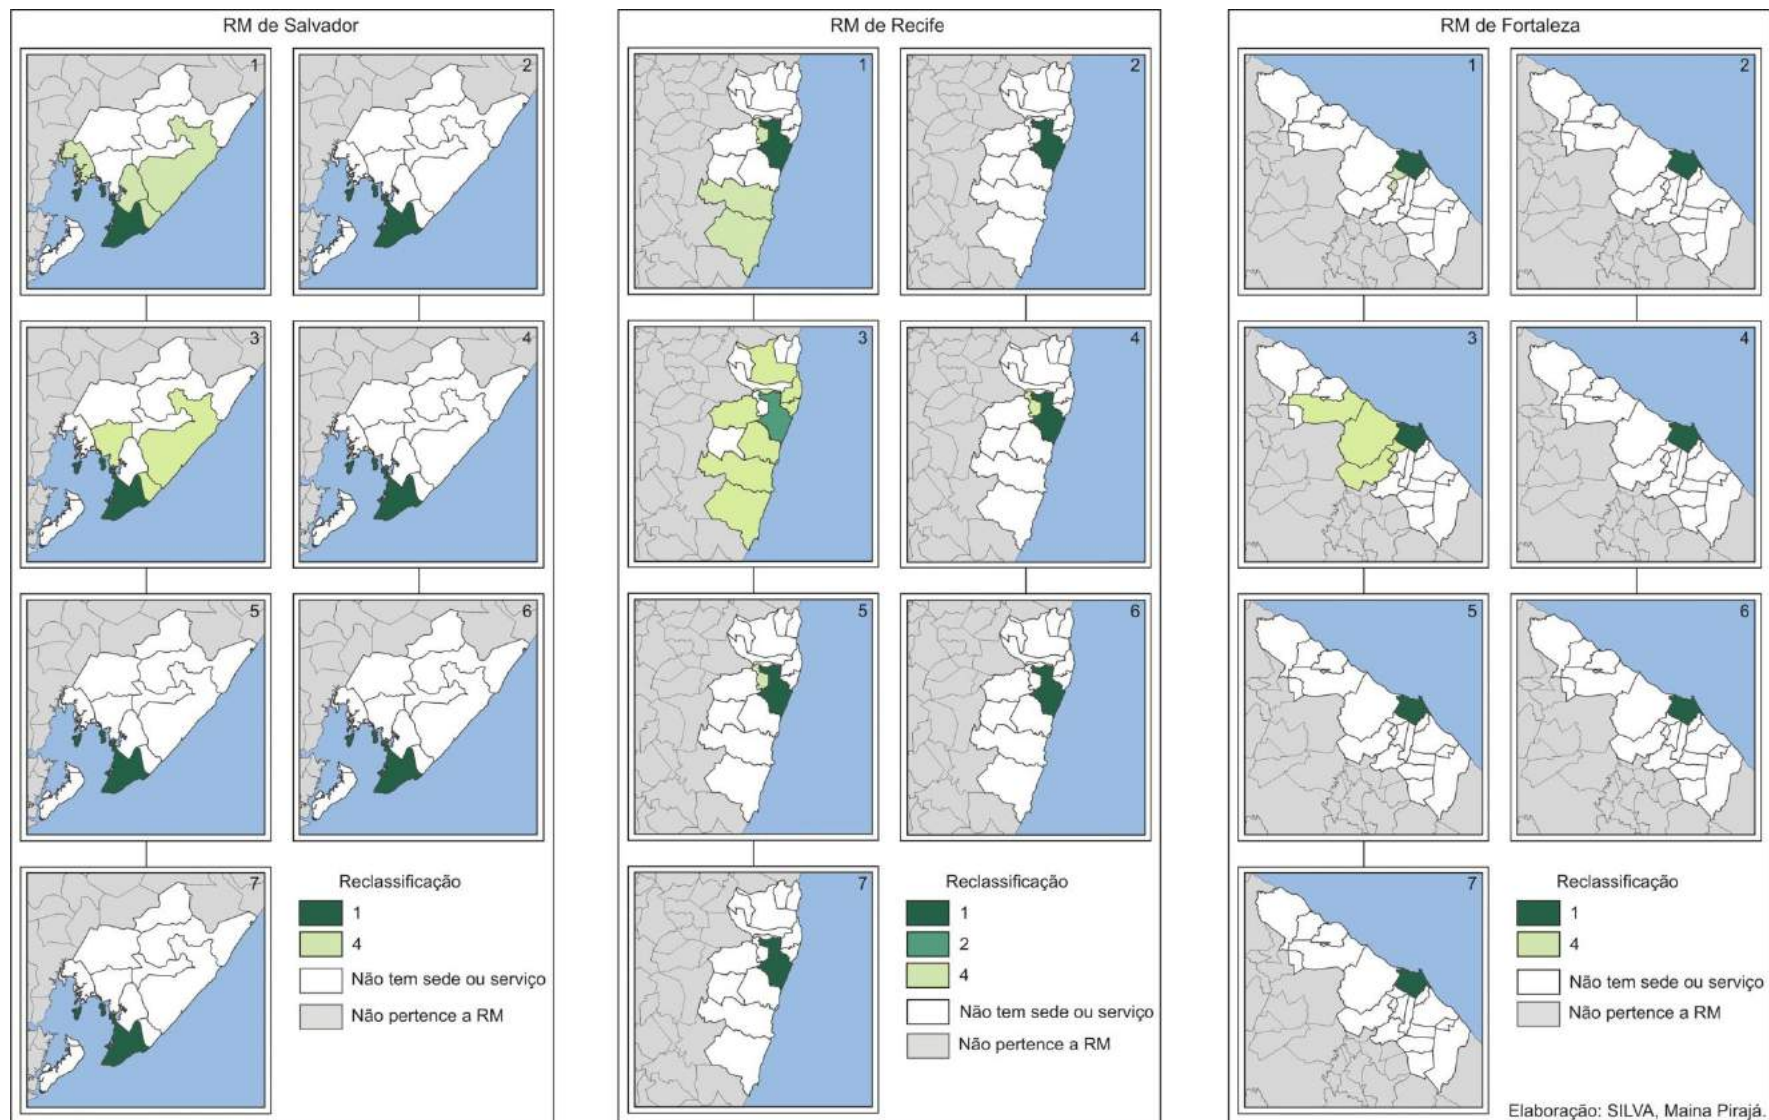 RM de Salvador
1
2
3
4
5
6
7
Reclassificação
1
4
Não tem sede ou serviço
Não pertence a RM
RM de Recife
1
2
3
4
5
6
7
Reclassificação
1
2
4
Não tem sede ou serviço
Não pertence a RM
RM de Fortaleza
1
2
3
4
5
6
7
Reclassificação
1
4
Não tem sede ou serviço
Não pertence a RM
Elaboração: SILVA, Maina Pirajá.